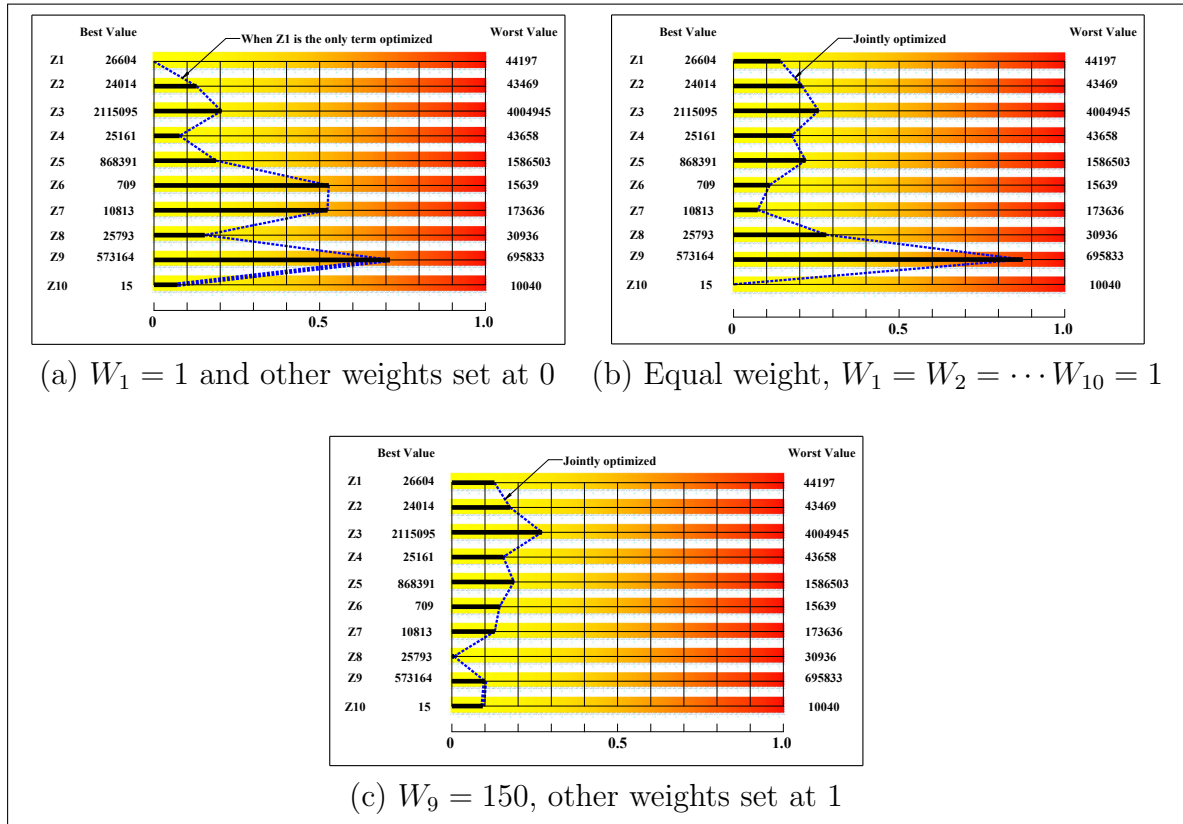 Best Value Worst Value
When Z1 is the only term optimized
Z1 26604 44197
Z2 24014 43469
Z3 2115095 4004945
Z4 25161 43658
Z5 868391 1586503
Z6 709 15639
Z7 10813 173636
Z8 25793 30936
Z9 573164 695833
Z10 15 10040
0 0.5 1.0
(a) W₁ = 1 and other weights set at 0
Best Value Worst Value
Jointly optimized
Z1 26604 44197
Z2 24014 43469
Z3 2115095 4004945
Z4 25161 43658
Z5 868391 1586503
Z6 709 15639
Z7 10813 173636
Z8 25793 30936
Z9 573164 695833
Z10 15 10040
0 0.5 1.0
(b) Equal weight, W₁ = W₂ = ⋯ W₁₀ = 1
Best Value Worst Value
Jointly optimized
Z1 26604 44197
Z2 24014 43469
Z3 2115095 4004945
Z4 25161 43658
Z5 868391 1586503
Z6 709 15639
Z7 10813 173636
Z8 25793 30936
Z9 573164 695833
Z10 15 10040
0 0.5 1.0
(c) W₉ = 150, other weights set at 1